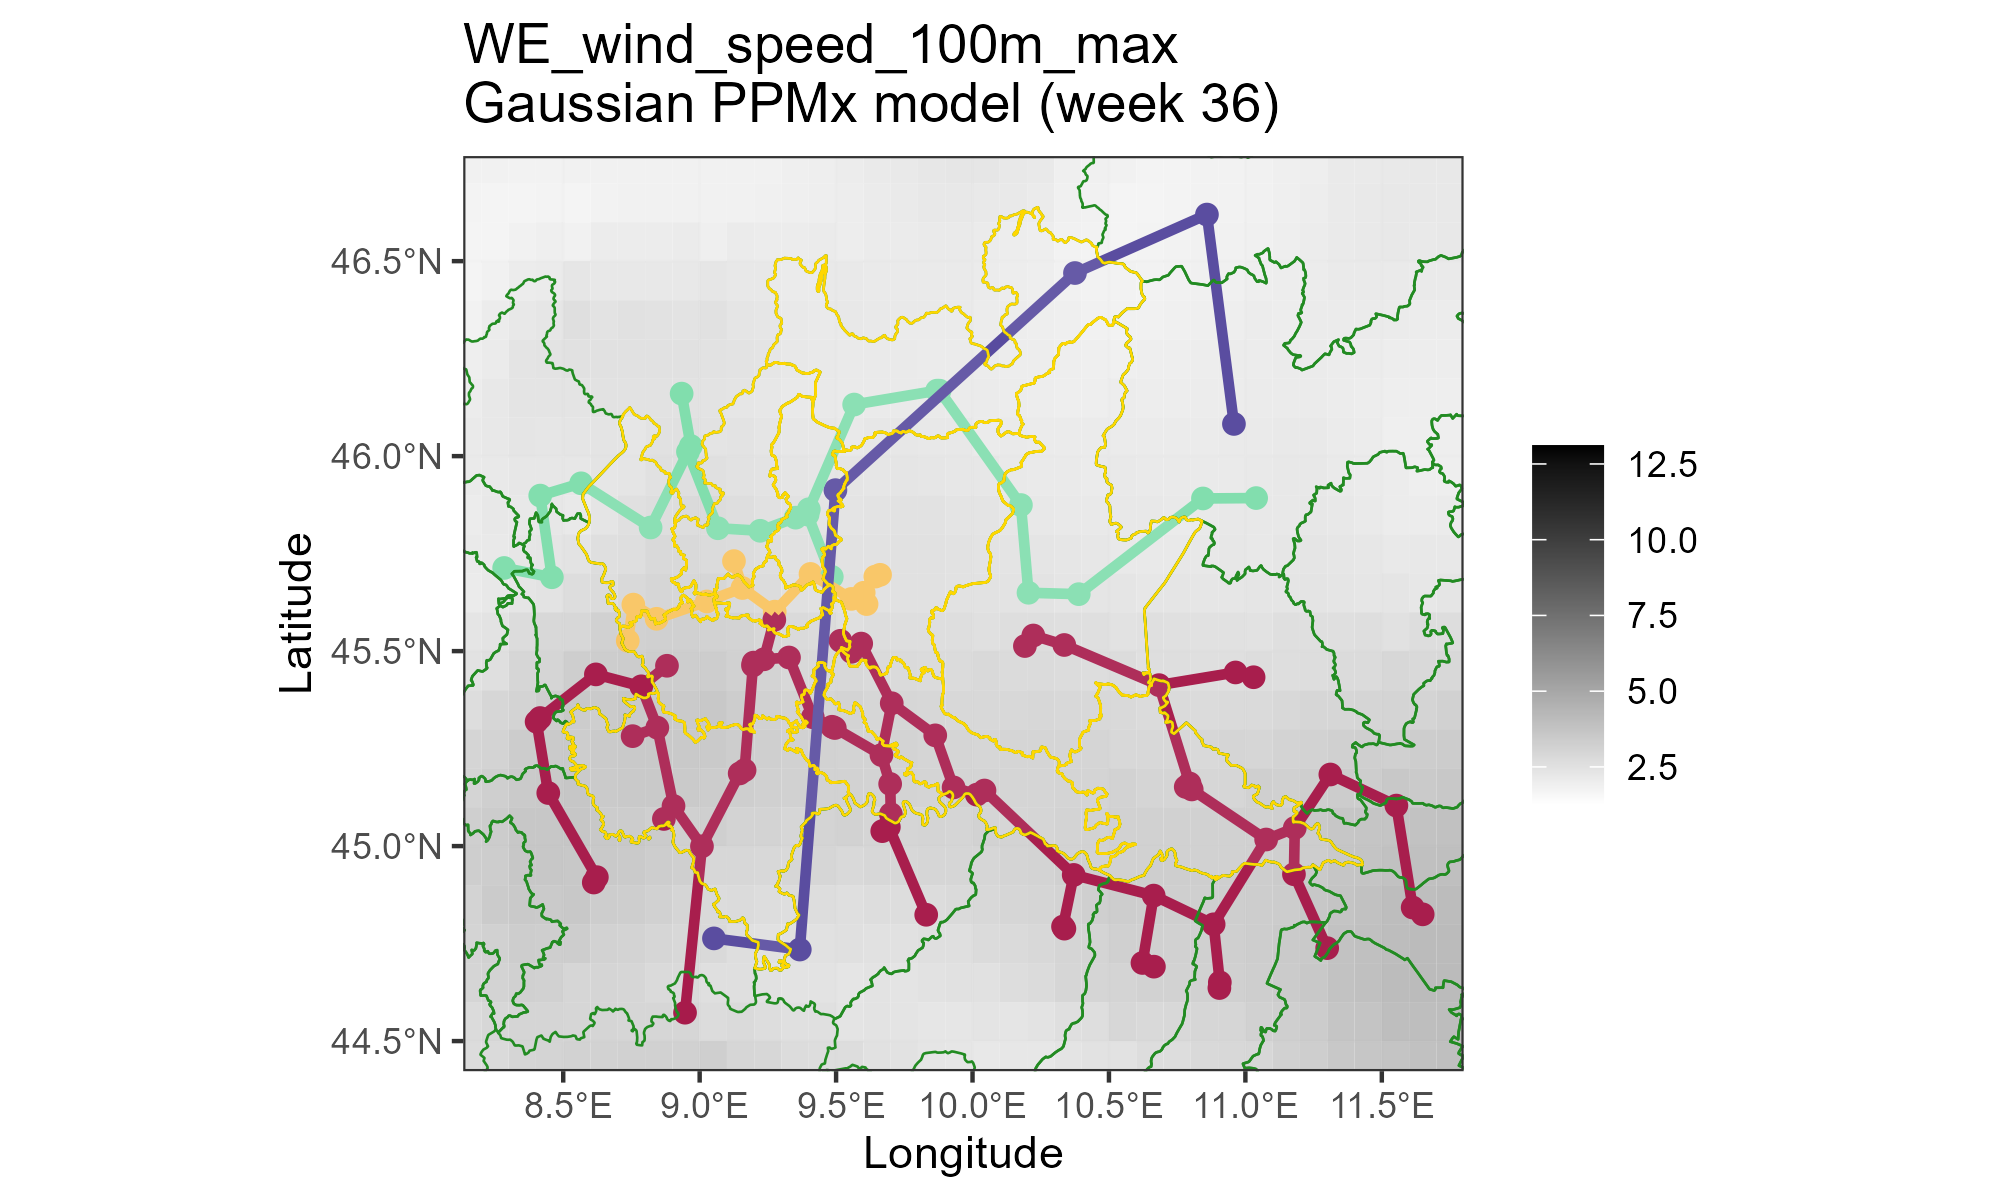 WE_wind_speed_100m_max
Gaussian PPMx model (week 36)
46.5°N
46.0°N
45.5°N
45.0°N
44.5°N
Latitude
8.5°E 9.0°E 9.5°E 10.0°E 10.5°E 11.0°E 11.5°E
Longitude
12.5
10.0
7.5
5.0
2.5